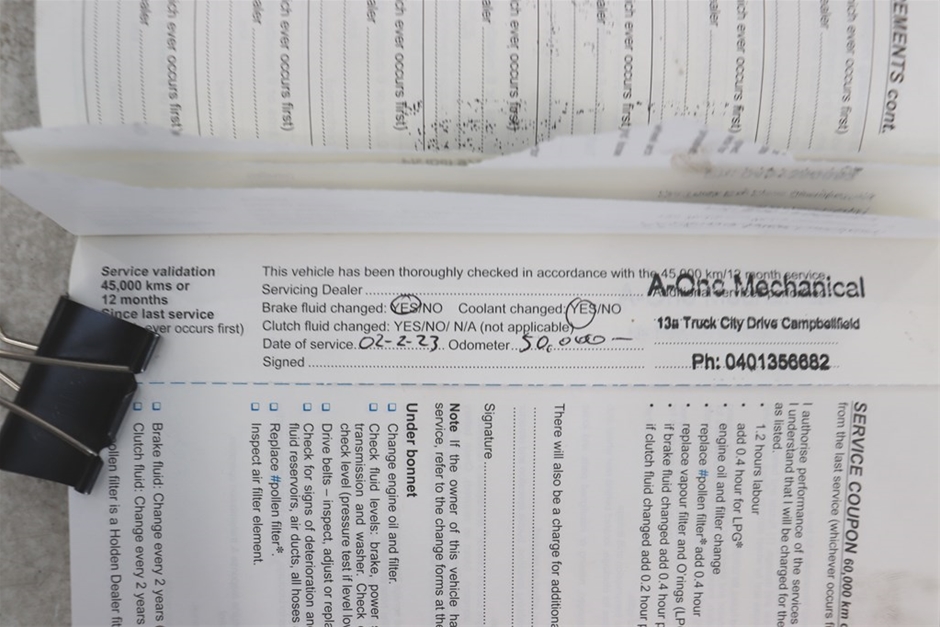 EMENTS cont.
ich ever occurs first)
ealer
hich ever occurs first)
aler
ich ever occurs first)
ealer
ich ever occurs first)
aler
ich ever occurs first)
aler
ich ever occurs first)
ealer
hich ever occurs first)
ealer.
Service validation
45,000 kms or
12 months
Since last service
ever occurs first)
This vehicle has been thoroughly checked in accordance with the 45,000 km/12 month service.
Servicing Dealer
Brake fluid changed: YES/NO Coolant changed: YES/NO
Clutch fluid changed: YES/NO/ N/A (not applicable)
Date of service 02-2-23 Odometer 50,000 —
Signed
A-One Mechanical
13a Truck City Drive Campbellfield
Ph: 0401356682
SERVICE COUPON 60,000 km
from the last service (whichever occurs fi
I authorise performance of the services
I understand that I will be charged for the
as listed.
• 1.2 hours labour
• add 0.4 hour for LPG*
• engine oil and filter change
• replace #pollen filter* add 0.4 hour
• replace vapour filter and O'rings (LP
• if brake fluid changed add 0.4 hour
• if clutch fluid changed add 0.2 hour
There will also be a charge for additiona
Signature
Note If the owner of this vehicle ha
service, refer to the change forms at the
Under bonnet
❑ Change engine oil and filter.
❑ Check fluid levels: brake, power
transmission and washer. Check
check level (pressure test if level lo
❑ Drive belts – inspect, adjust or repla
❑ Check for signs of deterioration an
fluid reservoirs, air ducts, all hoses
❑ Replace #pollen filter*.
❑ Inspect air filter element.
❑ Brake fluid: Change every 2 years
❑ Clutch fluid: Change every 2 years
ollen filter is a Holden Dealer fit